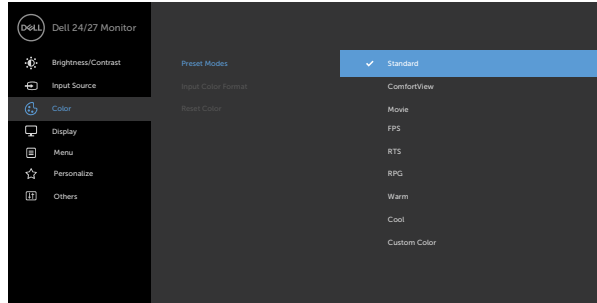 DELL Dell 24/27 Monitor
Brightness/Contrast
Input Source
Color
Display
Menu
Personalize
Others
Preset Modes
Input Color Format
Reset Color
Standard
ComfortView
Movie
FPS
RTS
RPG
Warm
Cool
Custom Color